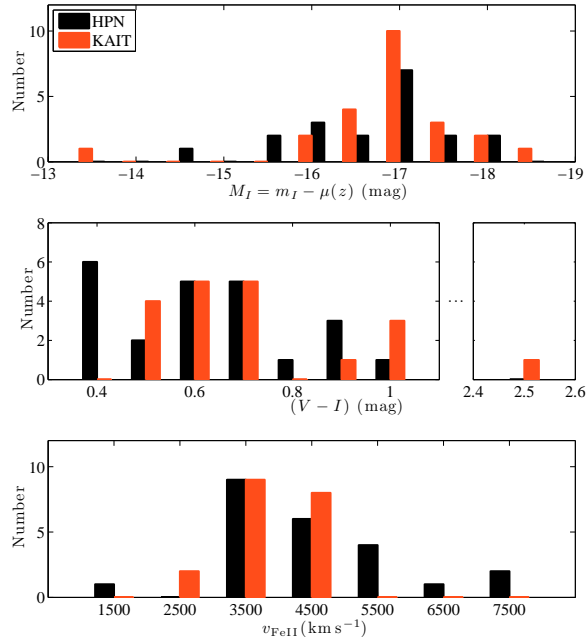 HPN
KAIT
Number
10
5
0
−13 −14 −15 −16 −17 −18 −19
M_I = m_I − μ(z) (mag)
Number
8
6
4
2
0
...
0.4 0.6 0.8 1 2.4 2.5 2.6
(V − I) (mag)
Number
10
5
0
1500 2500 3500 4500 5500 6500 7500
v_FeII (km s⁻¹)